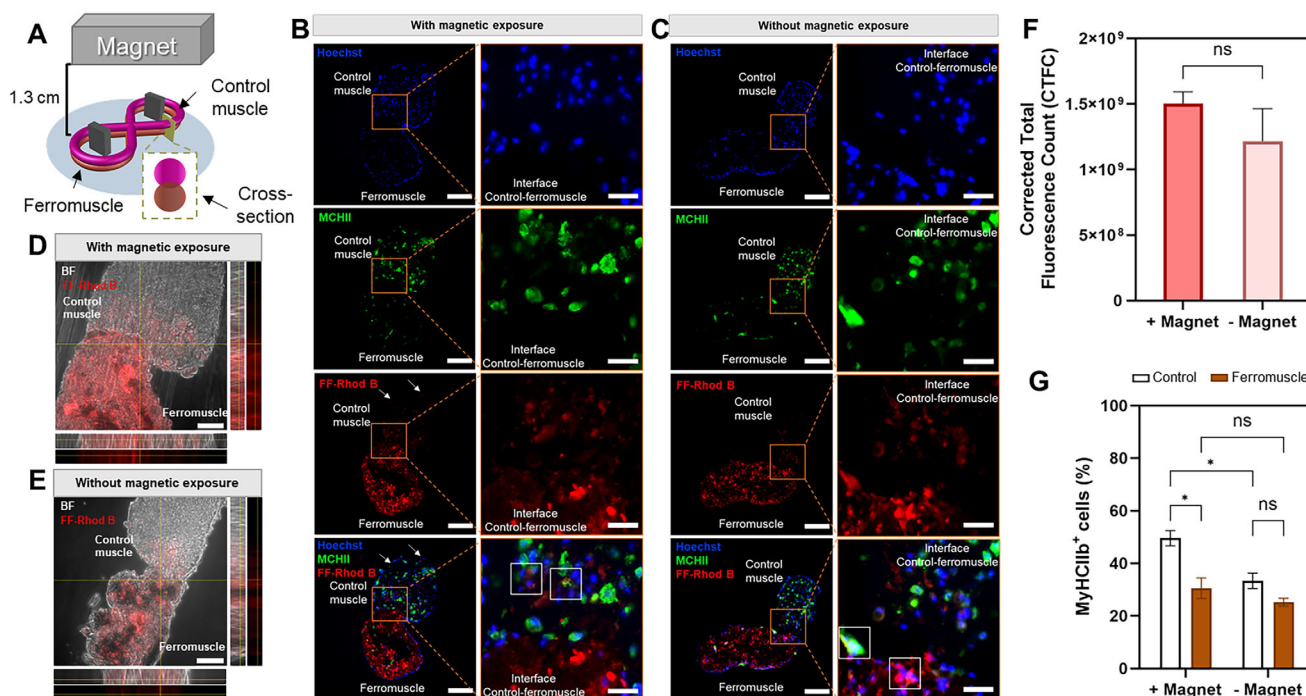 A
Magnet
1.3 cm
Control
muscle
Ferromuscle
Cross-
section
B
With magnetic exposure
Hoechst
Control
muscle
Ferromuscle
Interface
Control-ferromuscle
MCHII
Control
muscle
Ferromuscle
Interface
Control-ferromuscle
FF-Rhod B
Control
muscle
Ferromuscle
Interface
Control-ferromuscle
Hoechst
MCHII
FF-Rhod B
Control
muscle
Ferromuscle
Interface
Control-ferromuscle
C
Without magnetic exposure
Hoechst
Control
muscle
Ferromuscle
Interface
Control-ferromuscle
MCHII
Control
muscle
Ferromuscle
Interface
Control-ferromuscle
FF-Rhod B
Control
muscle
Ferromuscle
Interface
Control-ferromuscle
Hoechst
MCHII
FF-Rhod B
Control
muscle
Ferromuscle
Interface
Control-ferromuscle
D
With magnetic exposure
BF
FF-Rhod B
Control
muscle
Ferromuscle
E
Without magnetic exposure
BF
FF-Rhod B
Control
muscle
Ferromuscle
F
Corrected Total
Fluorescence Count (CTFC)
2×10⁹
1.5×10⁹
1×10⁹
5×10⁸
0
ns
+ Magnet
- Magnet
G
Control
Ferromuscle
MyHCIIb⁺ cells (%)
100
80
60
40
20
0
ns
*
*
ns
+ Magnet
- Magnet